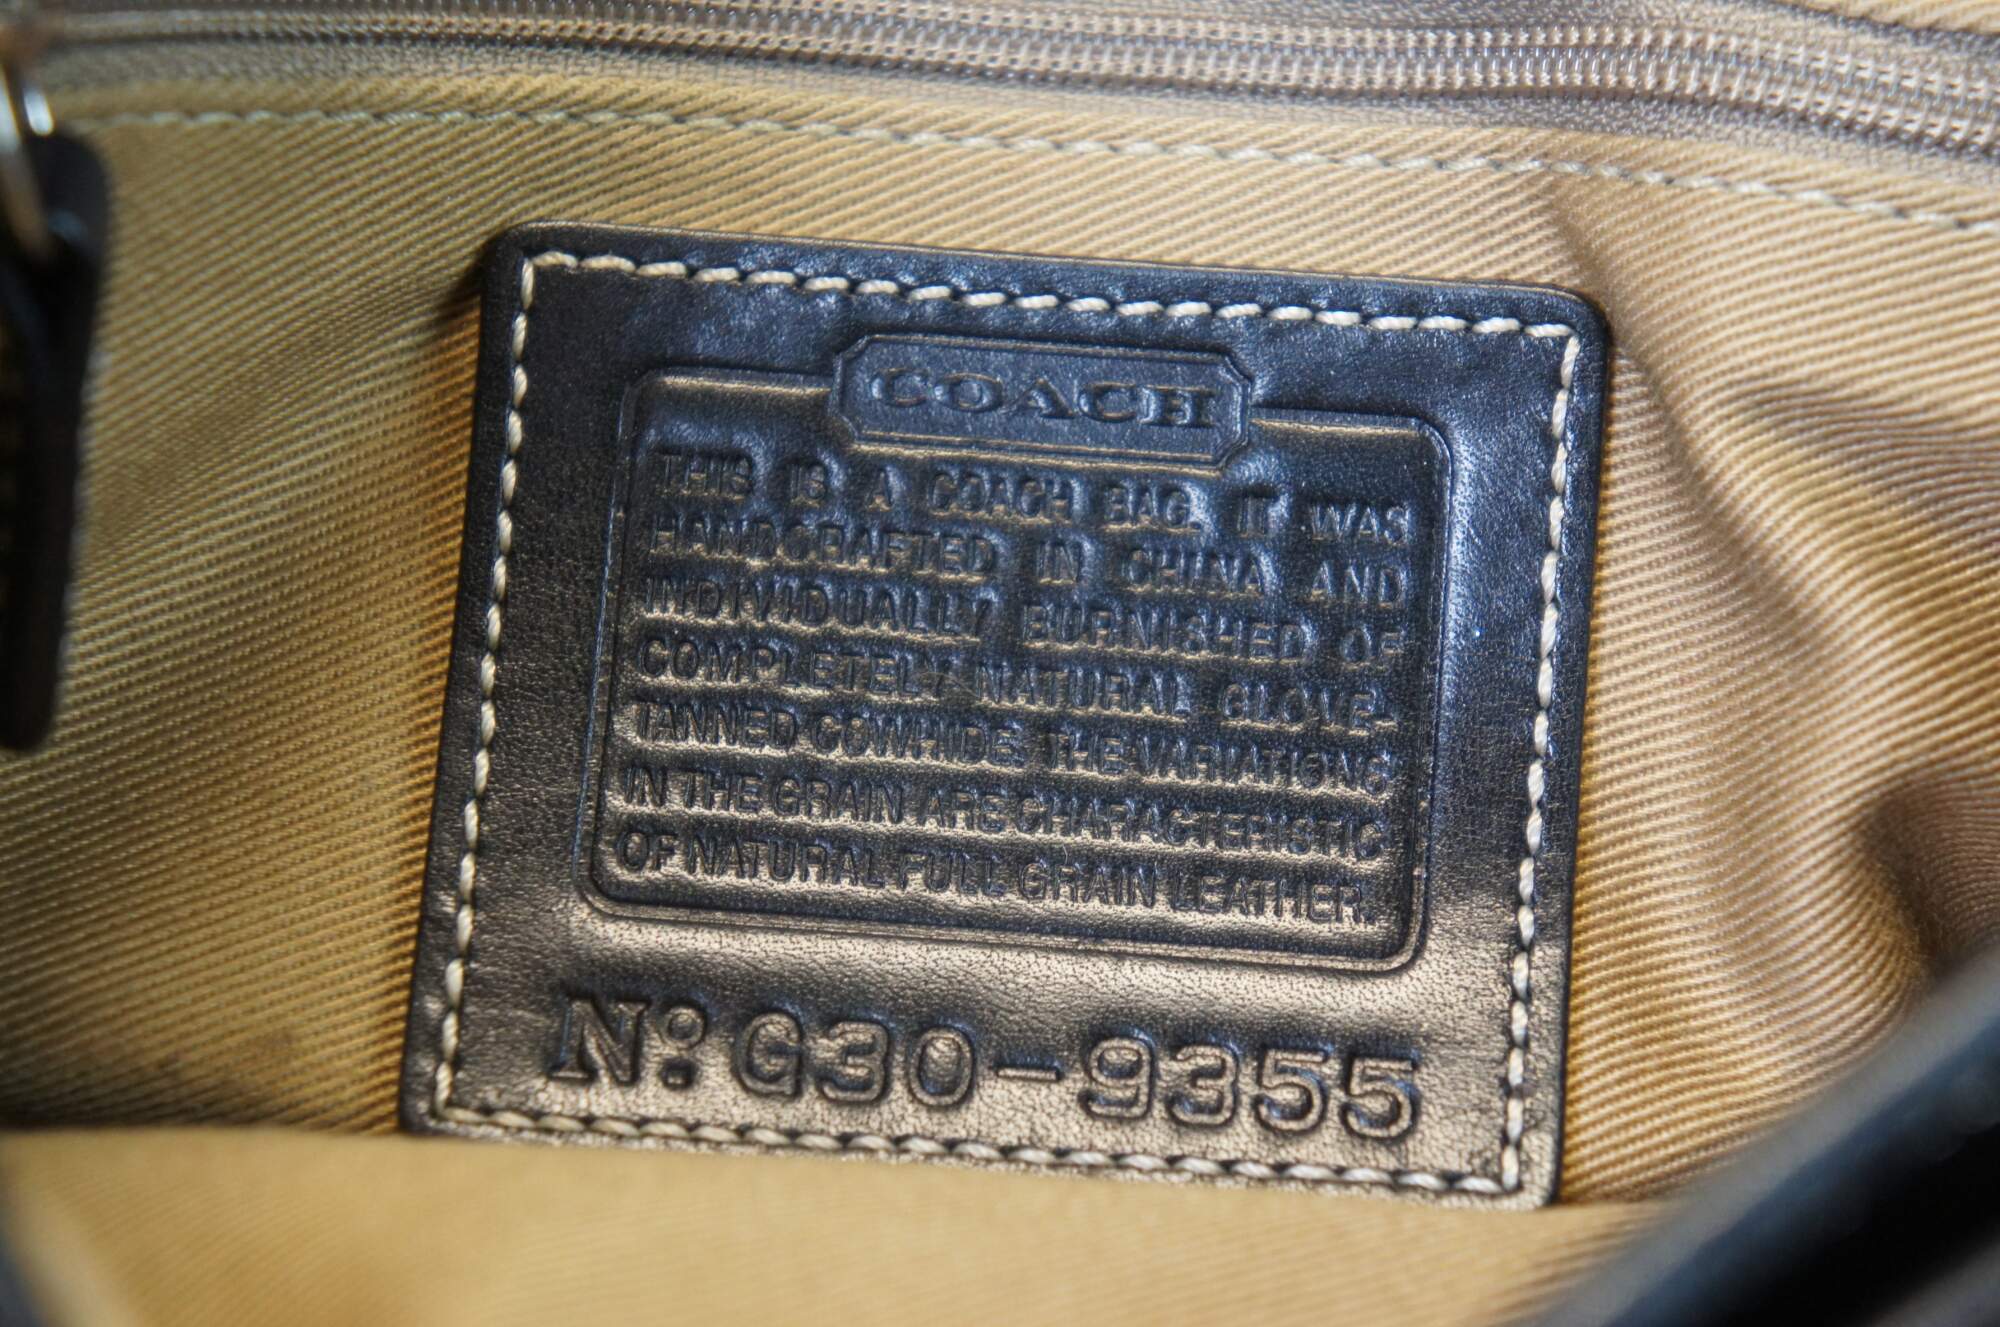 COACH
THIS IS A COACH BAG. IT WAS
HANDCRAFTED IN CHINA AND
INDIVIDUALLY BURNISHED OF
COMPLETELY NATURAL GLOVE-
TANNED COWHIDE. THE VARIATIONS
IN THE GRAIN ARE CHARACTERISTIC
OF NATURAL FULL GRAIN LEATHER.
No: G30-9355